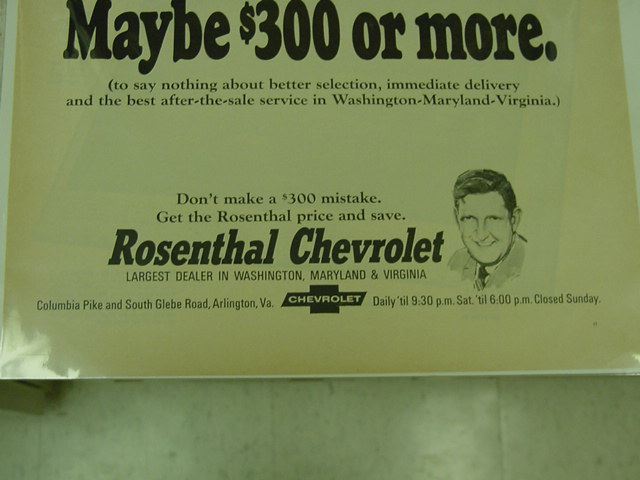 Maybe $300 or more.
(to say nothing about better selection, immediate delivery
and the best after-the-sale service in Washington-Maryland-Virginia.)
Don't make a $300 mistake.
Get the Rosenthal price and save.
Rosenthal Chevrolet
LARGEST DEALER IN WASHINGTON, MARYLAND & VIRGINIA
Columbia Pike and South Glebe Road, Arlington, Va. CHEVROLET Daily 'til 9:30 p.m. Sat. 'til 6:00 p.m. Closed Sunday.